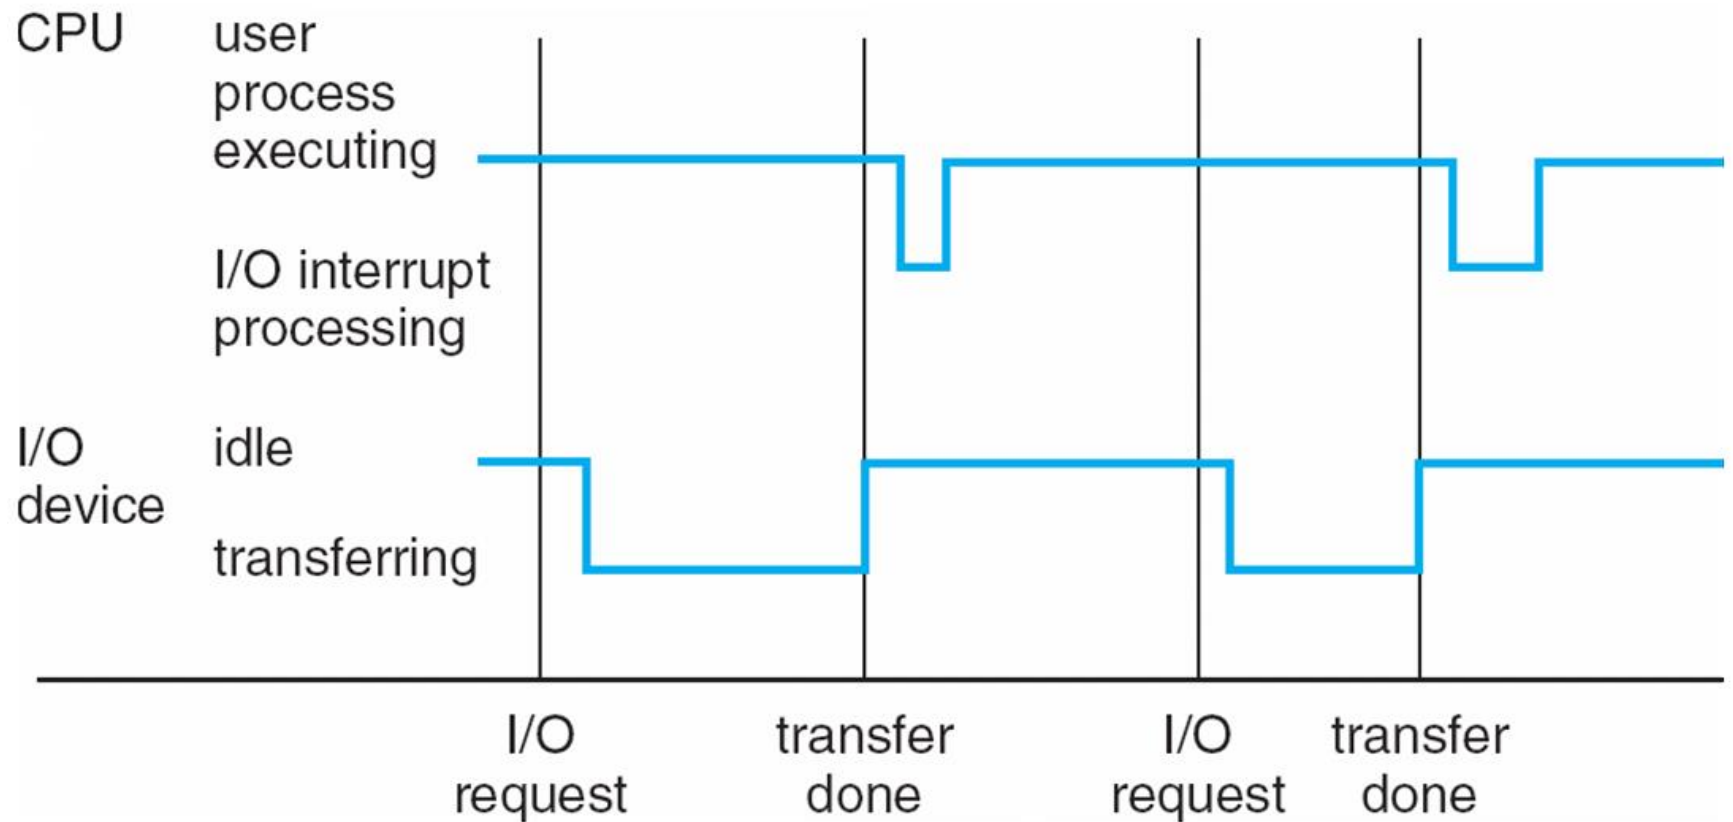 CPU user
process
executing
I/O interrupt
processing
I/O idle
device
transferring
I/O transfer I/O transfer
request done request done